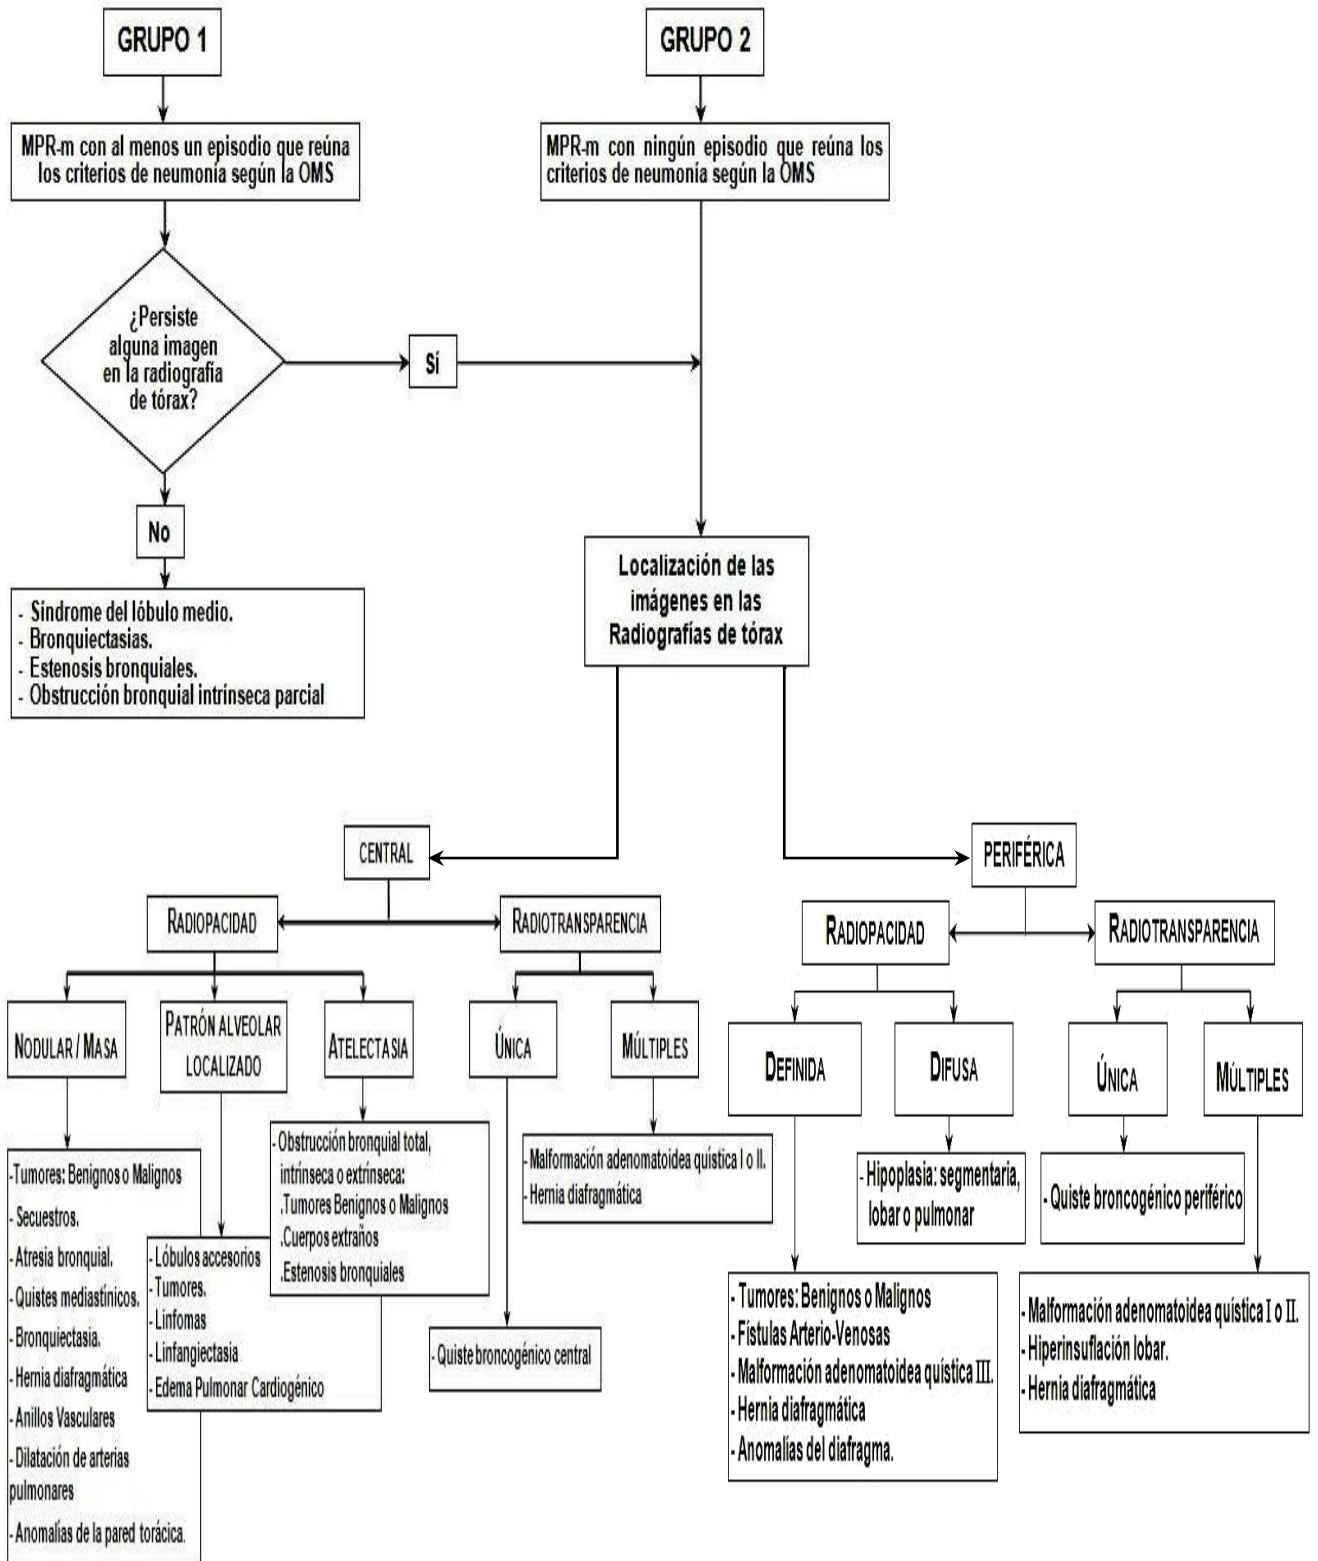 GRUPO 1
MPR-m con al menos un episodio que reúna
los criterios de neumonía según la OMS
¿Persiste
alguna imagen
en la radiografía
de tórax?
Sí
No
- Síndrome del lóbulo medio.
- Bronquiectasias.
- Estenosis bronquiales.
- Obstrucción bronquial intrínseca parcial
GRUPO 2
MPR-m con ningún episodio que reúna los
criterios de neumonía según la OMS
Localización de las
imágenes en las
Radiografías de tórax
CENTRAL
RADIOPACIDAD
NODULAR / MASA
-Tumores: Benignos o Malignos
- Secuestros.
- Atresia bronquial.
- Quistes mediastínicos.
- Bronquiectasia.
- Hernia diafragmática
- Anillos Vasculares
- Dilatación de arterias
pulmonares
- Anomalías de la pared torácica.
PATRÓN ALVEOLAR
LOCALIZADO
- Lóbulos accesorios
- Tumores.
- Linfomas
- Linfangiectasia
- Edema Pulmonar Cardiogénico
ATELECTASIA
- Obstrucción bronquial total,
intrínseca o extrínseca:
.Tumores Benignos o Malignos
.Cuerpos extraños
.Estenosis bronquiales
RADIOTRANSPARENCIA
ÚNICA
- Quiste broncogénico central
MÚLTIPLES
- Malformación adenomatoidea quística I o II.
- Hernia diafragmática
PERIFÉRICA
RADIOPACIDAD
DEFINIDA
- Tumores: Benignos o Malignos
- Fístulas Arterio-Venosas
- Malformación adenomatoidea quística III.
- Hernia diafragmática
- Anomalías del diafragma.
DIFUSA
- Hipoplasia: segmentaria,
lobar o pulmonar
RADIOTRANSPARENCIA
ÚNICA
- Quiste broncogénico periférico
MÚLTIPLES
- Malformación adenomatoidea quística I o II.
- Hiperinsuflación lobar.
- Hernia diafragmática